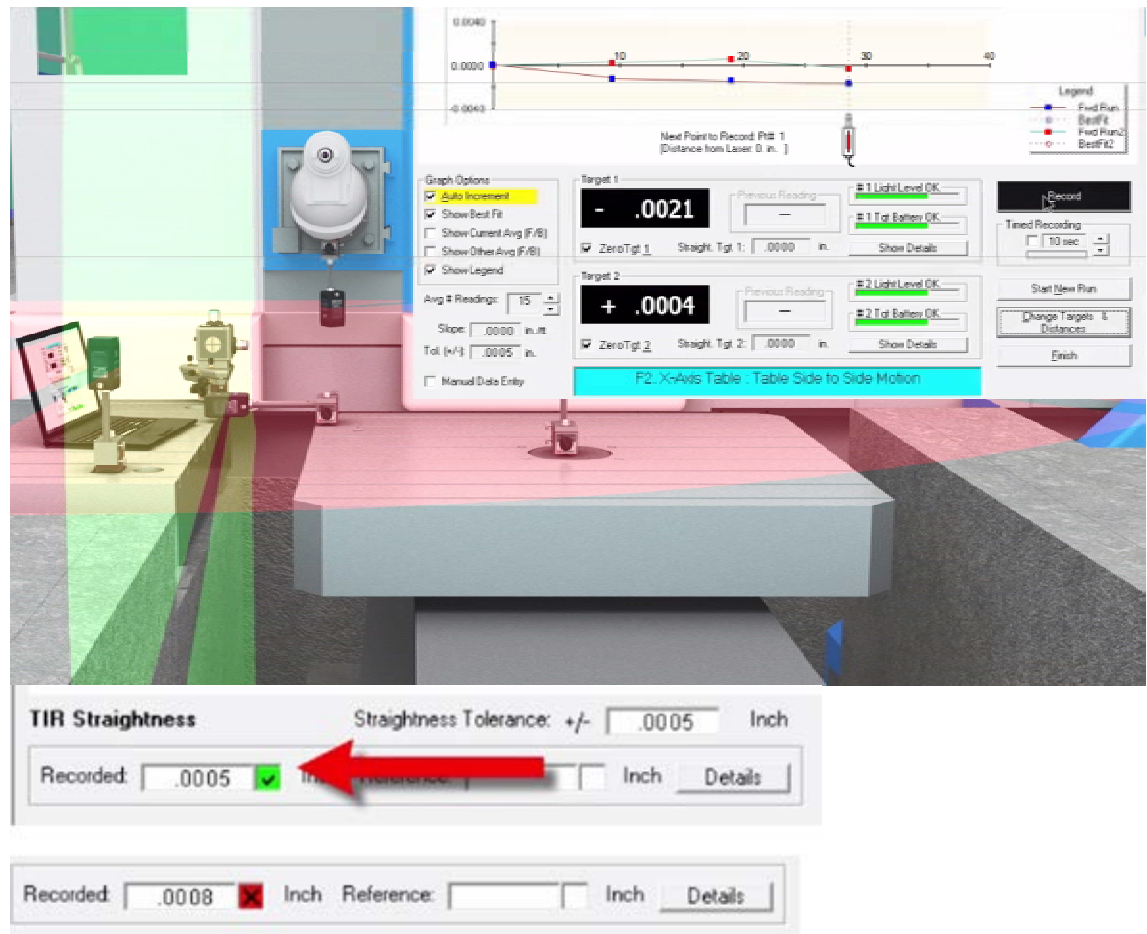 0.0040
0.0000
-0.0040
10 20 30 40
Legend
Fwd Run
BestFit
Fwd Run2
BestFit2
Next Point to Record: Pt# 1
[Distance from Laser: 0. in. ]
Graph Options
Auto Increment
Show Best Fit
Show Current Avg (F/B)
Show Other Avg (F/B)
Show Legend
Avg # Readings: 15
Slope: .0000 in./ft
Tol. (+/-): .0005 in.
Manual Data Entry
Target 1
- .0021
Previous Reading
---
# 1 Light Level OK.
# 1 Tgt Battery OK.
ZeroTgt 1 Straight. Tgt 1: .0000 in.
Show Details
Target 2
+ .0004
Previous Reading
---
# 2 Light Level OK.
# 2 Tgt Battery OK.
ZeroTgt 2 Straight. Tgt 2: .0000 in.
Show Details
F2. X-Axis Table : Table Side to Side Motion
Record
Timed Recording
10 sec
Start New Run
Change Targets &
Distances
Finish
TIR Straightness Straightness Tolerance: +/- .0005 Inch
Recorded: .0005 Inch Details
Recorded: .0008 Inch Reference: Inch Details